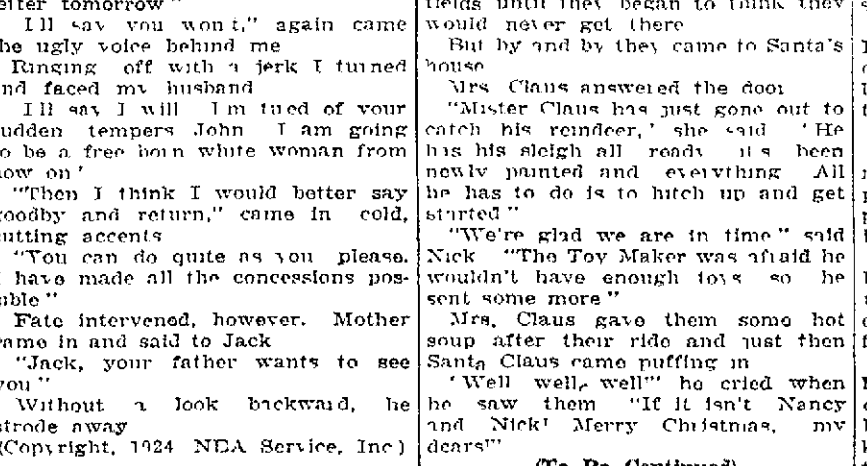 "
I'll say you won't," again came
the ugly voice behind me
Ringing off with a jerk I turned
and faced my husband
I'll say I will I'm tired of your
sudden tempers John I am going
to be a free born white woman from
now on'
"Then I think I would better say
goodby and return," came in cold,
cutting accents
"You can do quite as you please.
I have made all the concessions pos-
sible"
Fate intervened, however. Mother
came in and said to Jack
"Jack, your father wants to see
you"
Without a look backward, he
strode away
(Copyright, 1924 NEA Service, Inc)
fields until they began to think they
would never get there
But by and by they came to Santa's
house
Mrs Claus answered the door
"Mister Claus has just gone out to
catch his reindeer,' she said 'He
has his sleigh all ready it's been
newly painted and everything All
he has to do is to hitch up and get
started"
"We're glad we are in time" said
Nick "The Toy Maker was afraid he
wouldn't have enough toys so he
sent some more"
Mrs. Claus gave them some hot
soup after their ride and just then
Santa Claus came puffing in
'Well well, well'" he cried when
he saw them "If it isn't Nancy
and Nick! Merry Christmas, my
dears'"
(To Be Continued)